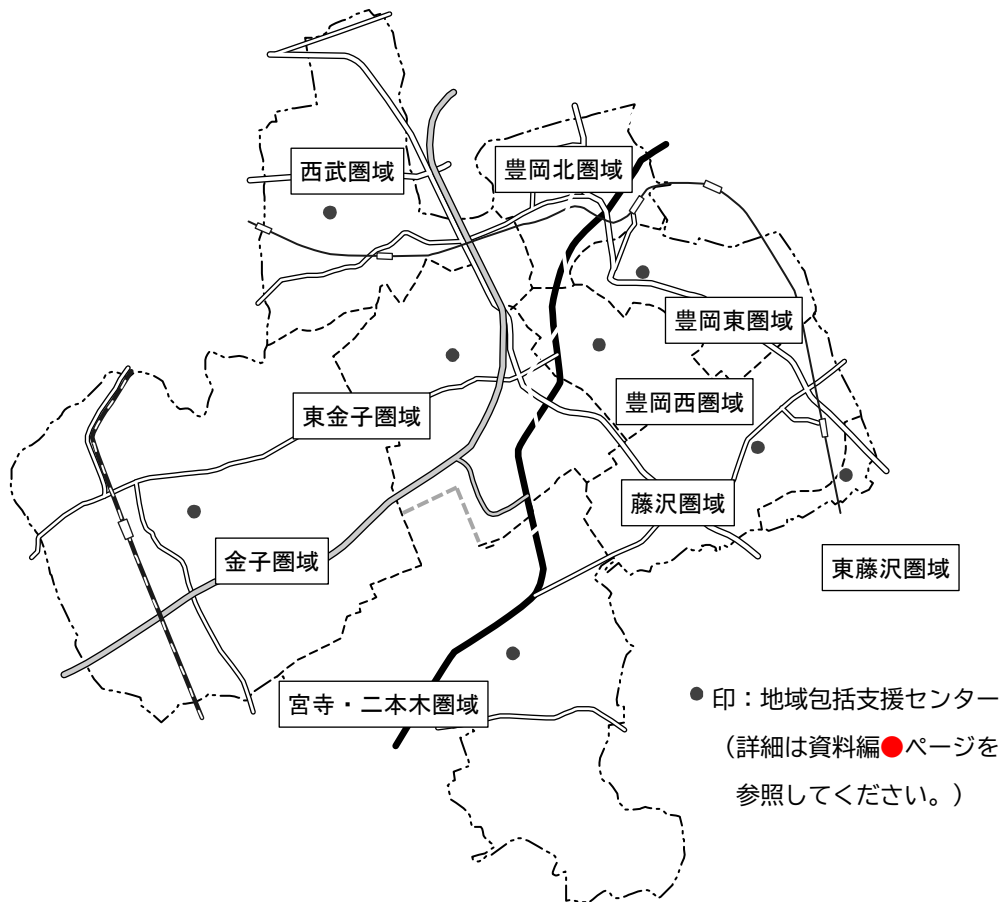 西武圏域
豊岡北圏域
豊岡東圏域
豊岡西圏域
東金子圏域
藤沢圏域
金子圏域
東藤沢圏域
宮寺・二本木圏域
●印：地域包括支援センター
（詳細は資料編●ページを
参照してください。）